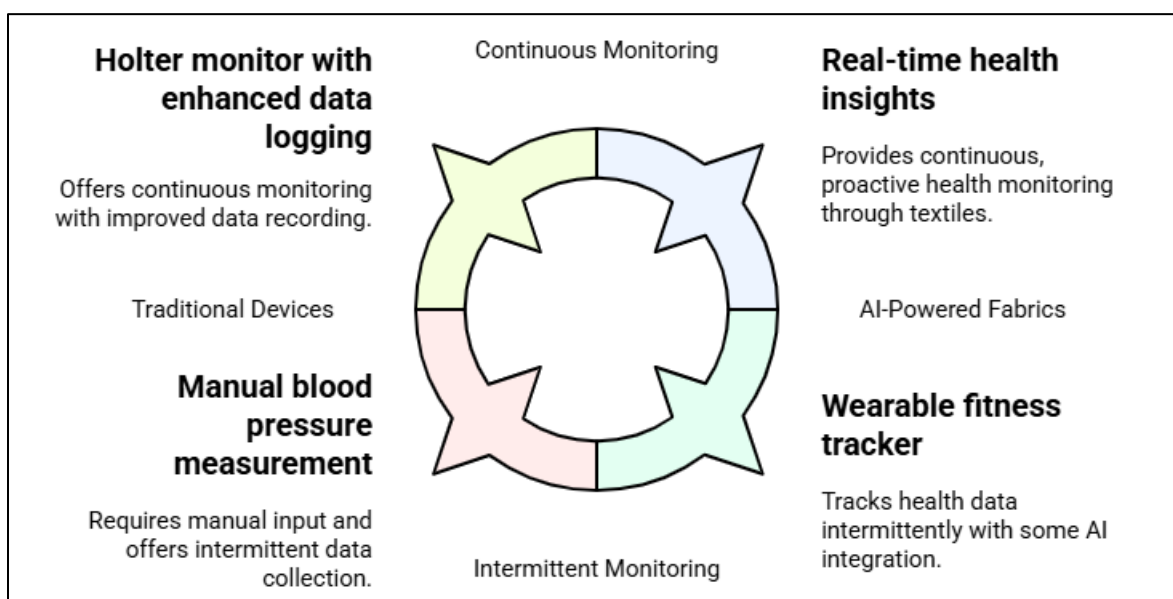 Continuous Monitoring
Holter monitor with
enhanced data
logging
Offers continuous monitoring
with improved data recording.
Real-time health
insights
Provides continuous,
proactive health monitoring
through textiles.
Traditional Devices
AI-Powered Fabrics
Manual blood
pressure
measurement
Requires manual input and
offers intermittent data
collection.
Wearable fitness
tracker
Tracks health data
intermittently with some AI
integration.
Intermittent Monitoring